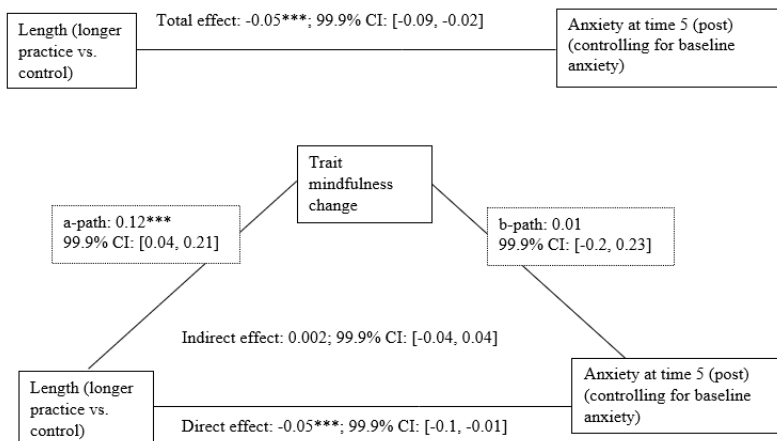 Total effect: -0.05***; 99.9% CI: [-0.09, -0.02]
Length (longer
practice vs.
control)
Anxiety at time 5 (post)
(controlling for baseline
anxiety)
Trait
mindfulness
change
a-path: 0.12***
99.9% CI: [0.04, 0.21]
b-path: 0.01
99.9% CI: [-0.2, 0.23]
Indirect effect: 0.002; 99.9% CI: [-0.04, 0.04]
Length (longer
practice vs.
control)
Anxiety at time 5 (post)
(controlling for baseline
anxiety)
Direct effect: -0.05***; 99.9% CI: [-0.1, -0.01]